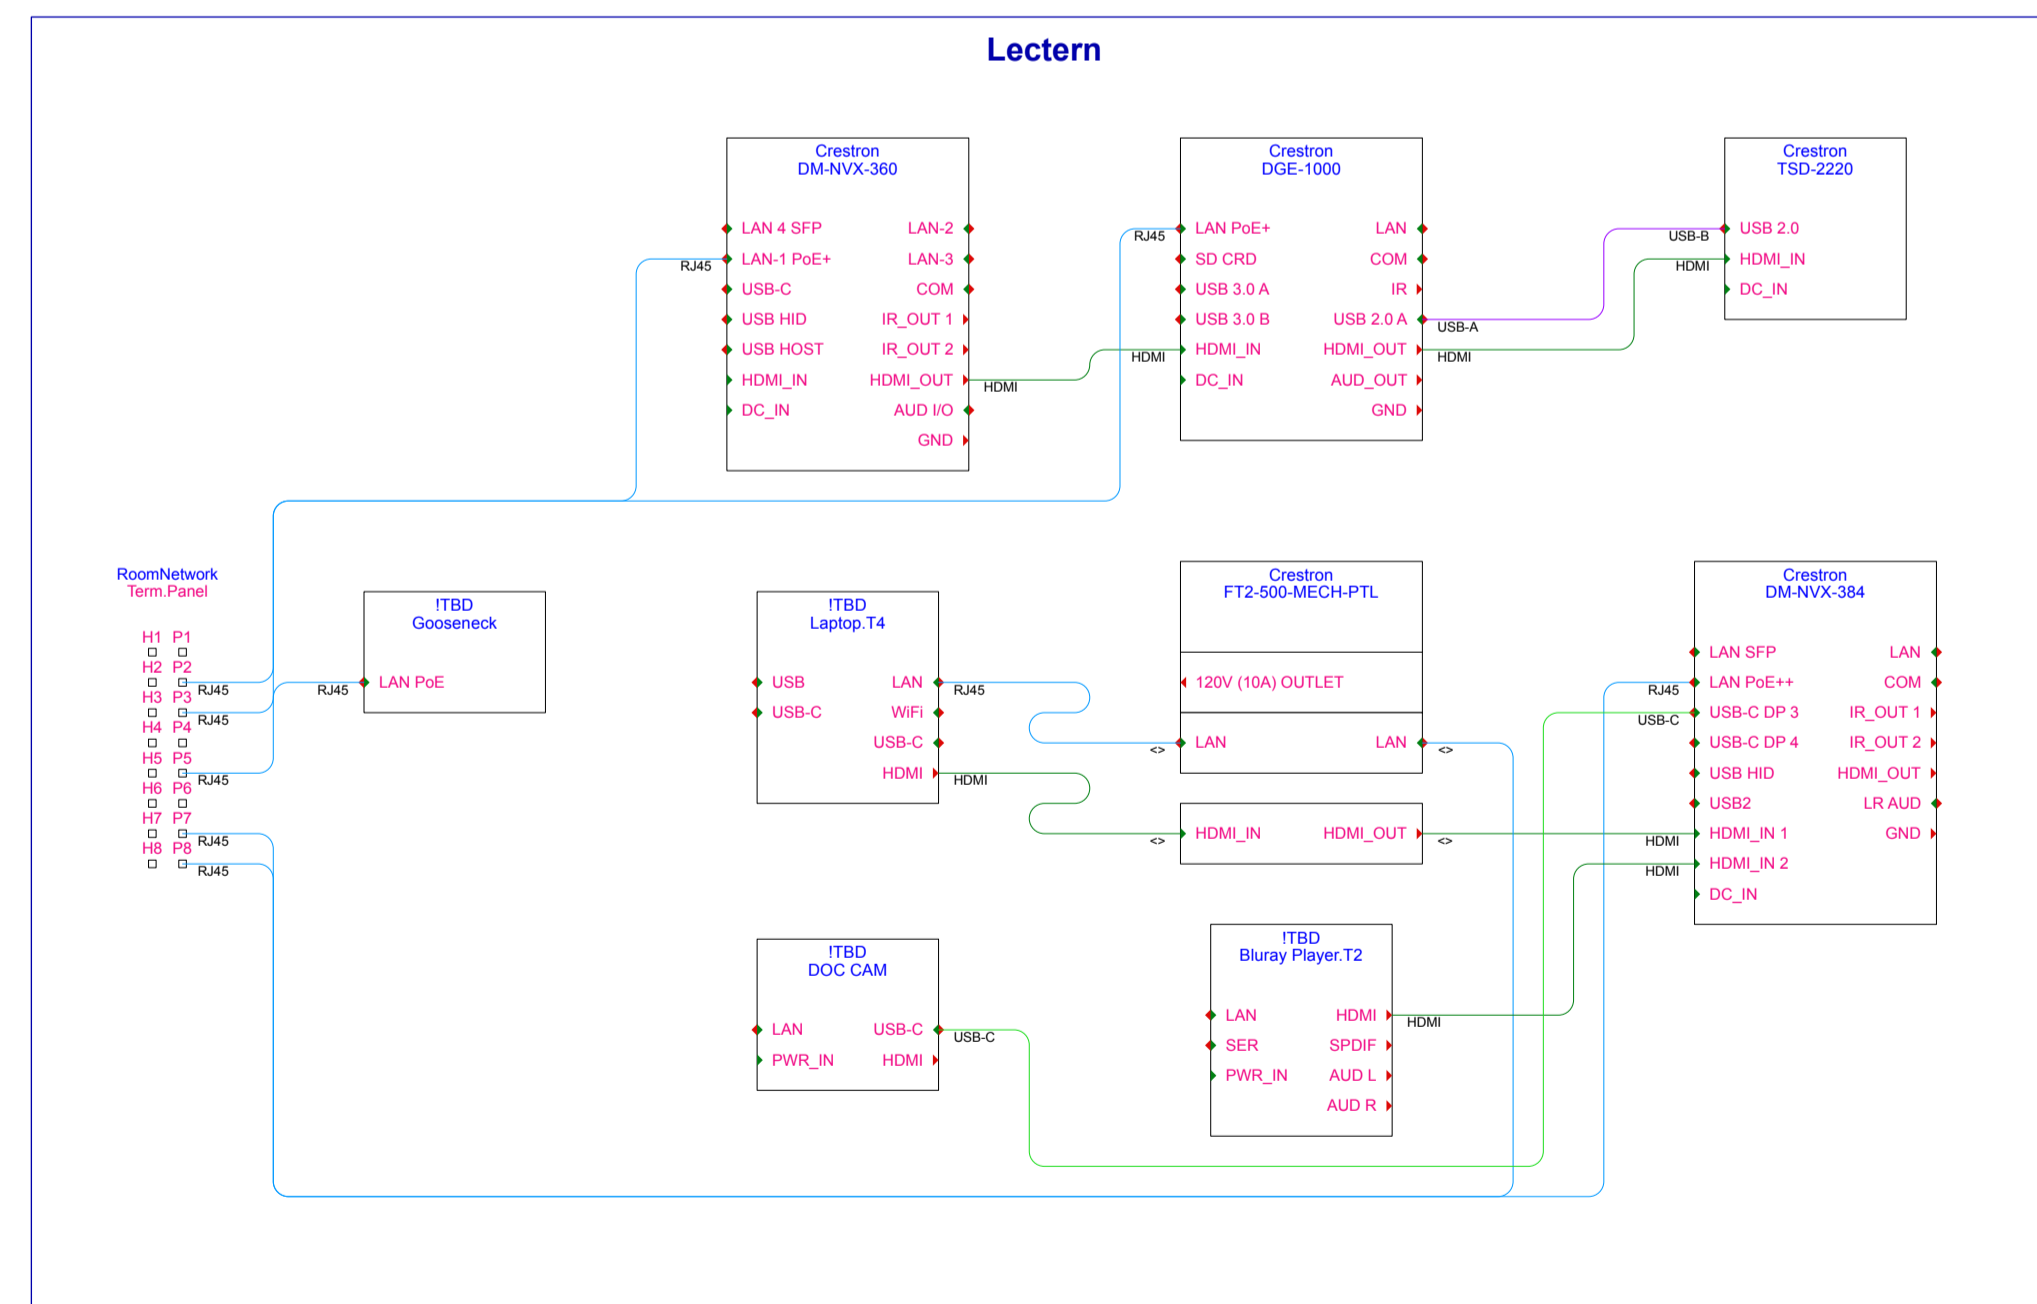 Lectern
Crestron
DM-NVX-360
LAN 4 SFP
LAN-2
RJ45
LAN-1 PoE+
LAN-3
USB-C
COM
USB HID
IR_OUT 1
USB HOST
IR_OUT 2
HDMI_IN
HDMI_OUT
HDMI
DC_IN
AUD I/O
GND
Crestron
DGE-1000
RJ45
LAN PoE+
LAN
SD CRD
COM
USB 3.0 A
IR
USB 3.0 B
USB 2.0 A
USB-A
HDMI
HDMI_IN
HDMI_OUT
HDMI
DC_IN
AUD_OUT
GND
Crestron
TSD-2220
USB-B
USB 2.0
HDMI
HDMI_IN
DC_IN
RoomNetwork
Term.Panel
H1 P1
H2 P2
RJ45
H3 P3
RJ45
H4 P4
H5 P5
RJ45
H6 P6
H7 P7
RJ45
H8 P8
RJ45
!TBD
Gooseneck
RJ45
LAN PoE
!TBD
Laptop.T4
USB
LAN
RJ45
USB-C
WiFi
USB-C
HDMI
HDMI
Crestron
FT2-500-MECH-PTL
120V (10A) OUTLET
<>
LAN
LAN
<>
<>
HDMI_IN
HDMI_OUT
<>
Crestron
DM-NVX-384
LAN SFP
LAN
RJ45
LAN PoE++
COM
USB-C
USB-C DP 3
IR_OUT 1
USB-C DP 4
IR_OUT 2
USB HID
HDMI_OUT
USB2
LR AUD
HDMI
HDMI_IN 1
GND
HDMI
HDMI_IN 2
DC_IN
!TBD
DOC CAM
LAN
USB-C
USB-C
PWR_IN
HDMI
!TBD
Bluray Player.T2
LAN
HDMI
HDMI
SER
SPDIF
PWR_IN
AUD L
AUD R